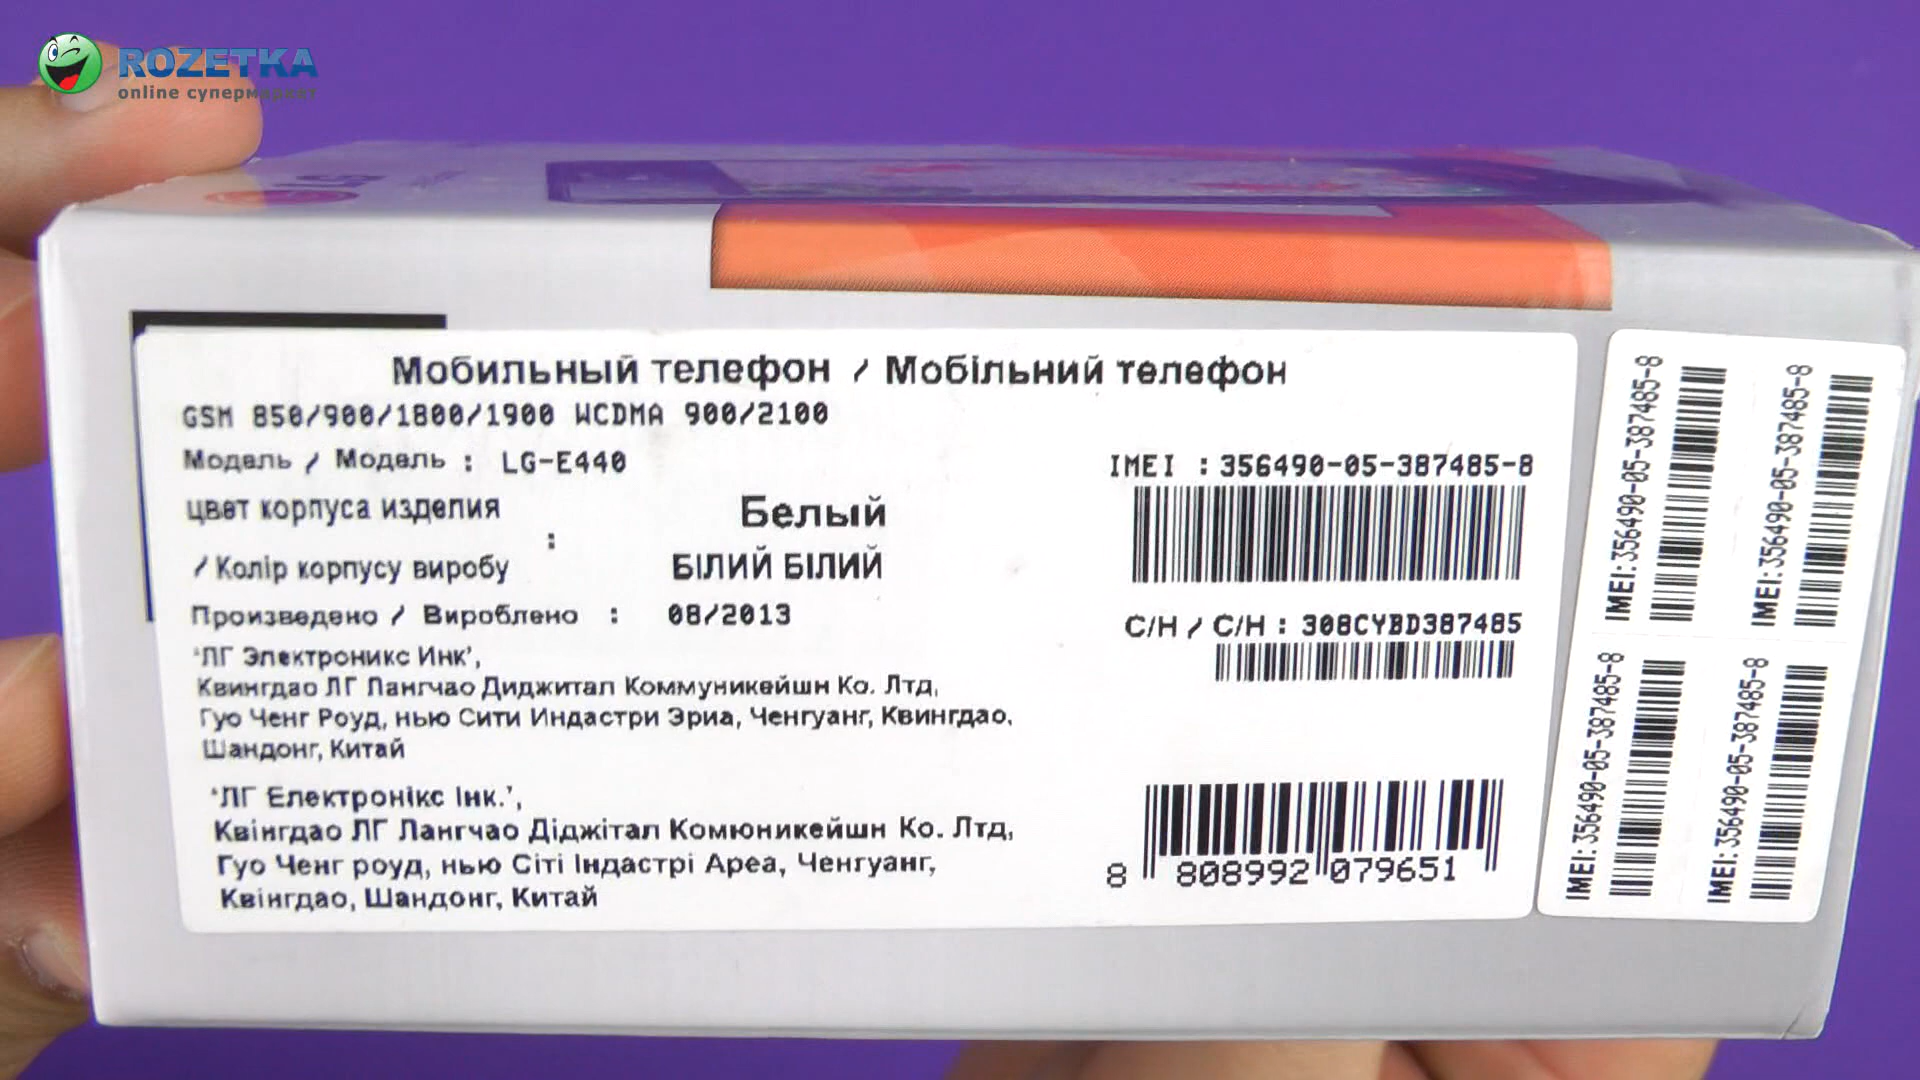 ROZETKA
online супермаркет
Мобильный телефон / Мобільний телефон
GSM 850/900/1800/1900 WCDMA 900/2100
Модель / Модель : LG-E440
цвет корпуса изделия
Белый
:
/ Колір корпусу виробу
БІЛИЙ БІЛИЙ
Произведено / Вироблено : 08/2013
'ЛГ Электроникс Инк',
Квингдао ЛГ Лангчао Диджитал Коммуникейшн Ко. Лтд,
Гуо Ченг Роуд, нью Сити Индастри Эриа, Ченгуанг, Квингдао,
Шандонг, Китай
'ЛГ Електронікс Інк.',
Квінгдао ЛГ Лангчао Діджітал Комюникейшн Ко. Лтд,
Гуо Ченг роуд, нью Сіті Індастрі Ареа, Ченгуанг,
Квінгдао, Шандонг, Китай
IMEI : 356490-05-387485-8
С/Н / С/Н : 308CYBD387485
8 808992 079651
IMEI:356490-05-387485-8
IMEI:356490-05-387485-8
IMEI:356490-05-387485-8
IMEI:356490-05-387485-8